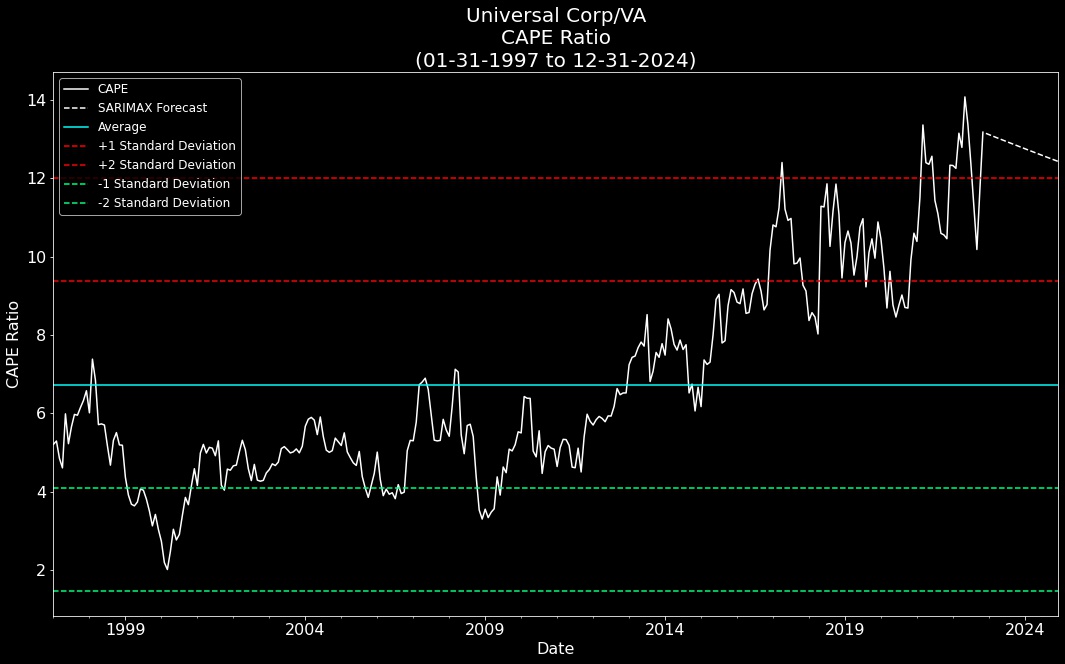 Universal Corp/VA
CAPE Ratio
(01-31-1997 to 12-31-2024)
CAPE
SARIMAX Forecast
Average
+1 Standard Deviation
+2 Standard Deviation
-1 Standard Deviation
-2 Standard Deviation
14
12
10
8
6
4
2
CAPE Ratio
1999
2004
2009
2014
2019
2024
Date